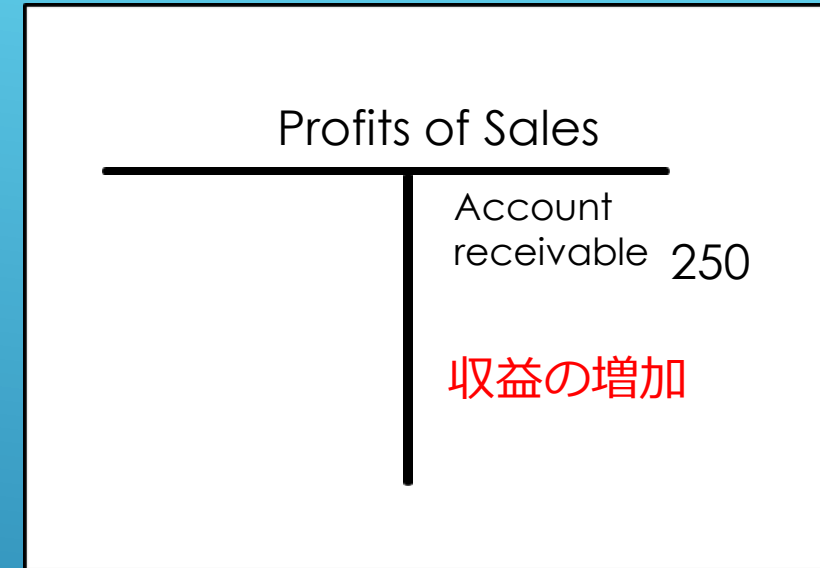 Profits of Sales
Account
receivable 250
収益の増加